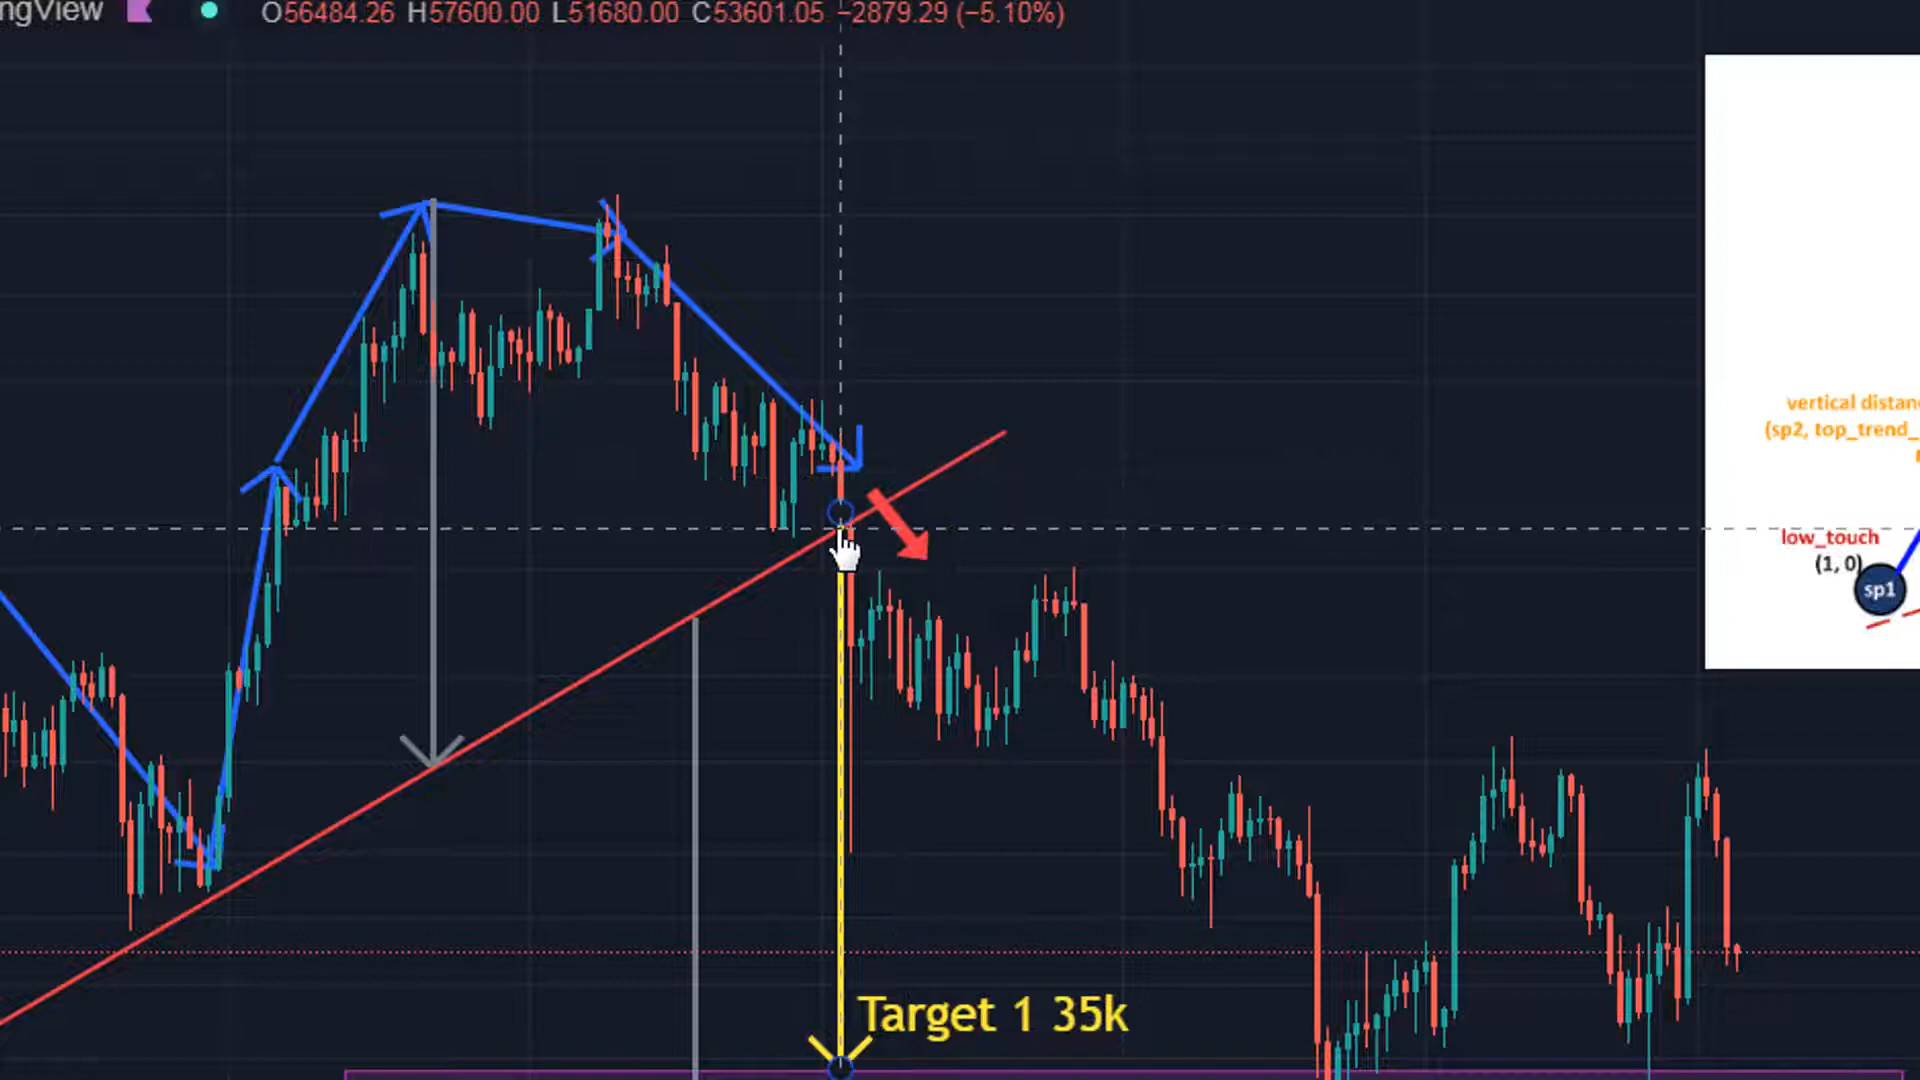 ngView O56484.26 H57600.00 L51680.00 C53601.05 −2879.29 (−5.10%)
vertical distanc
(sp2, top_trend_
low_touch
(1, 0)
sp1
Target 1 35k